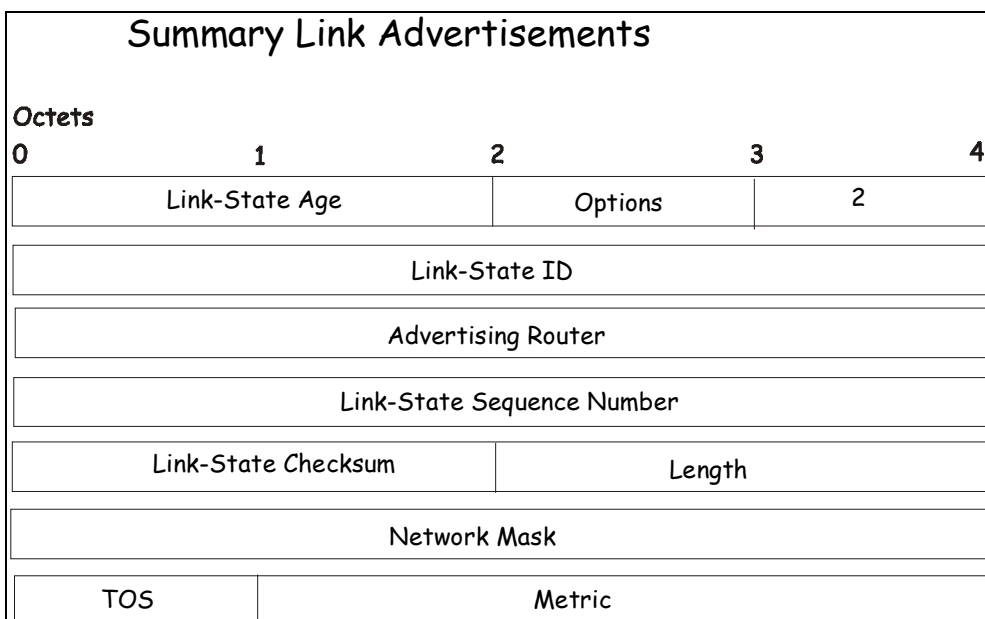 Summary Link Advertisements
Octets
0 1 2 3 4
Link-State Age Options 2
Link-State ID
Advertising Router
Link-State Sequence Number
Link-State Checksum Length
Network Mask
TOS Metric